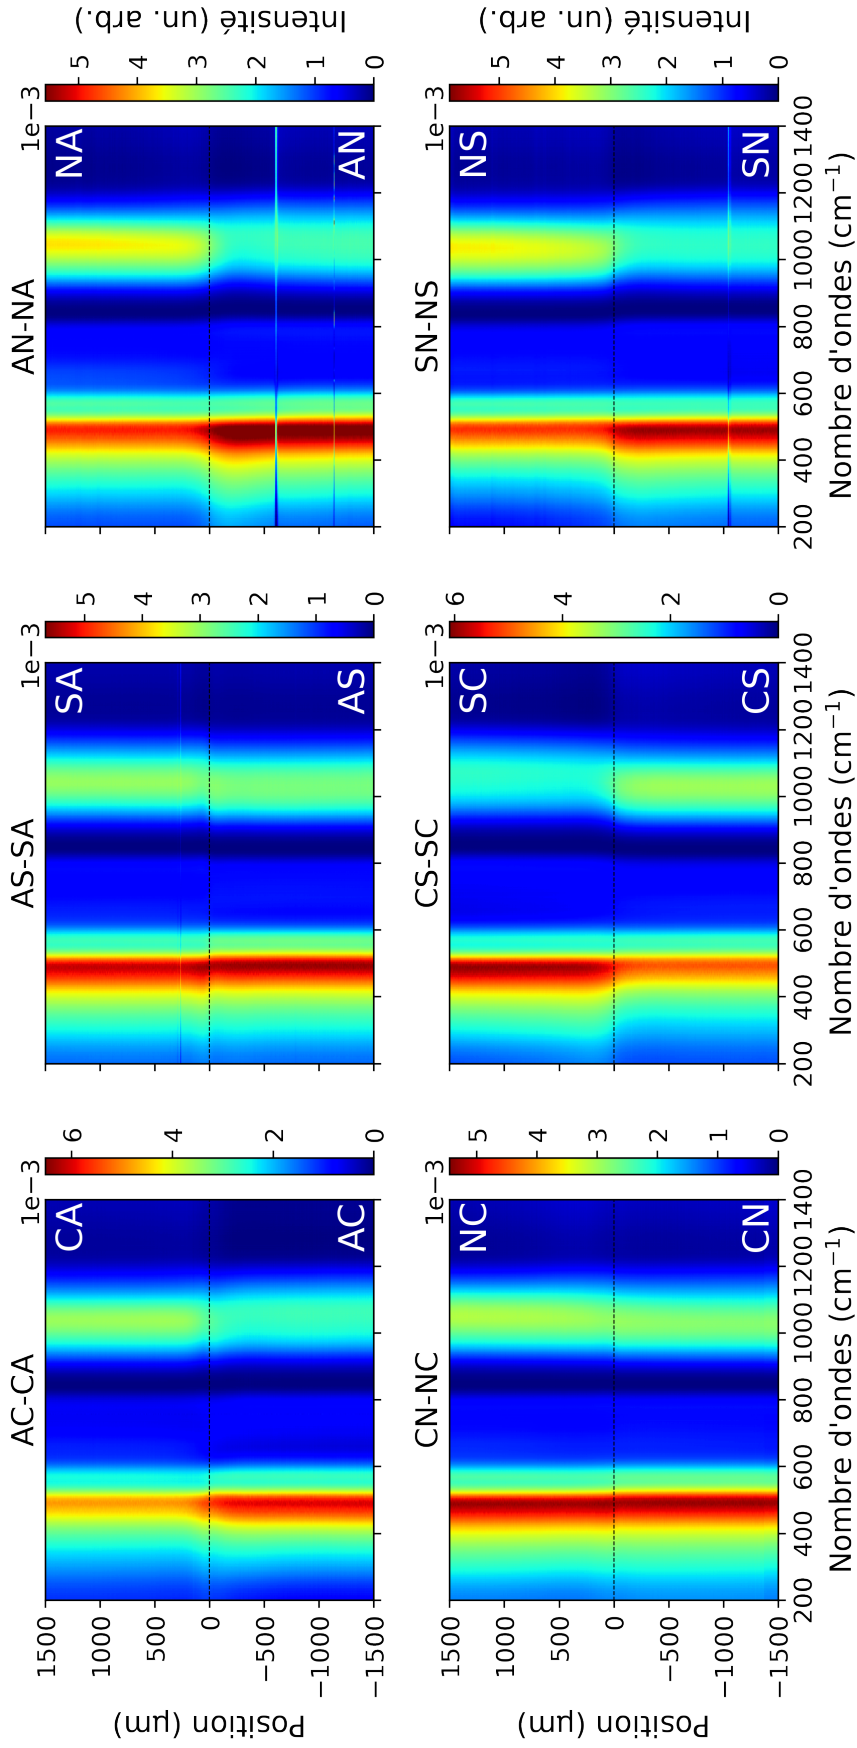 AC-CA
1e−3
CA
AC
1500
1000
500
0
−500
−1000
−1500
Position (µm)
6
4
2
0
AS-SA
1e−3
SA
AS
5
4
3
2
1
0
AN-NA
1e−3
NA
AN
5
4
3
2
1
0
Intensité (un. arb.)
CN-NC
1e−3
NC
CN
1500
1000
500
0
−500
−1000
−1500
Position (µm)
200 400 600 800 1000 1200 1400
Nombre d'ondes (cm⁻¹)
5
4
3
2
1
0
CS-SC
1e−3
SC
CS
200 400 600 800 1000 1200 1400
Nombre d'ondes (cm⁻¹)
6
4
2
0
SN-NS
1e−3
NS
SN
200 400 600 800 1000 1200 1400
Nombre d'ondes (cm⁻¹)
5
4
3
2
1
0
Intensité (un. arb.)